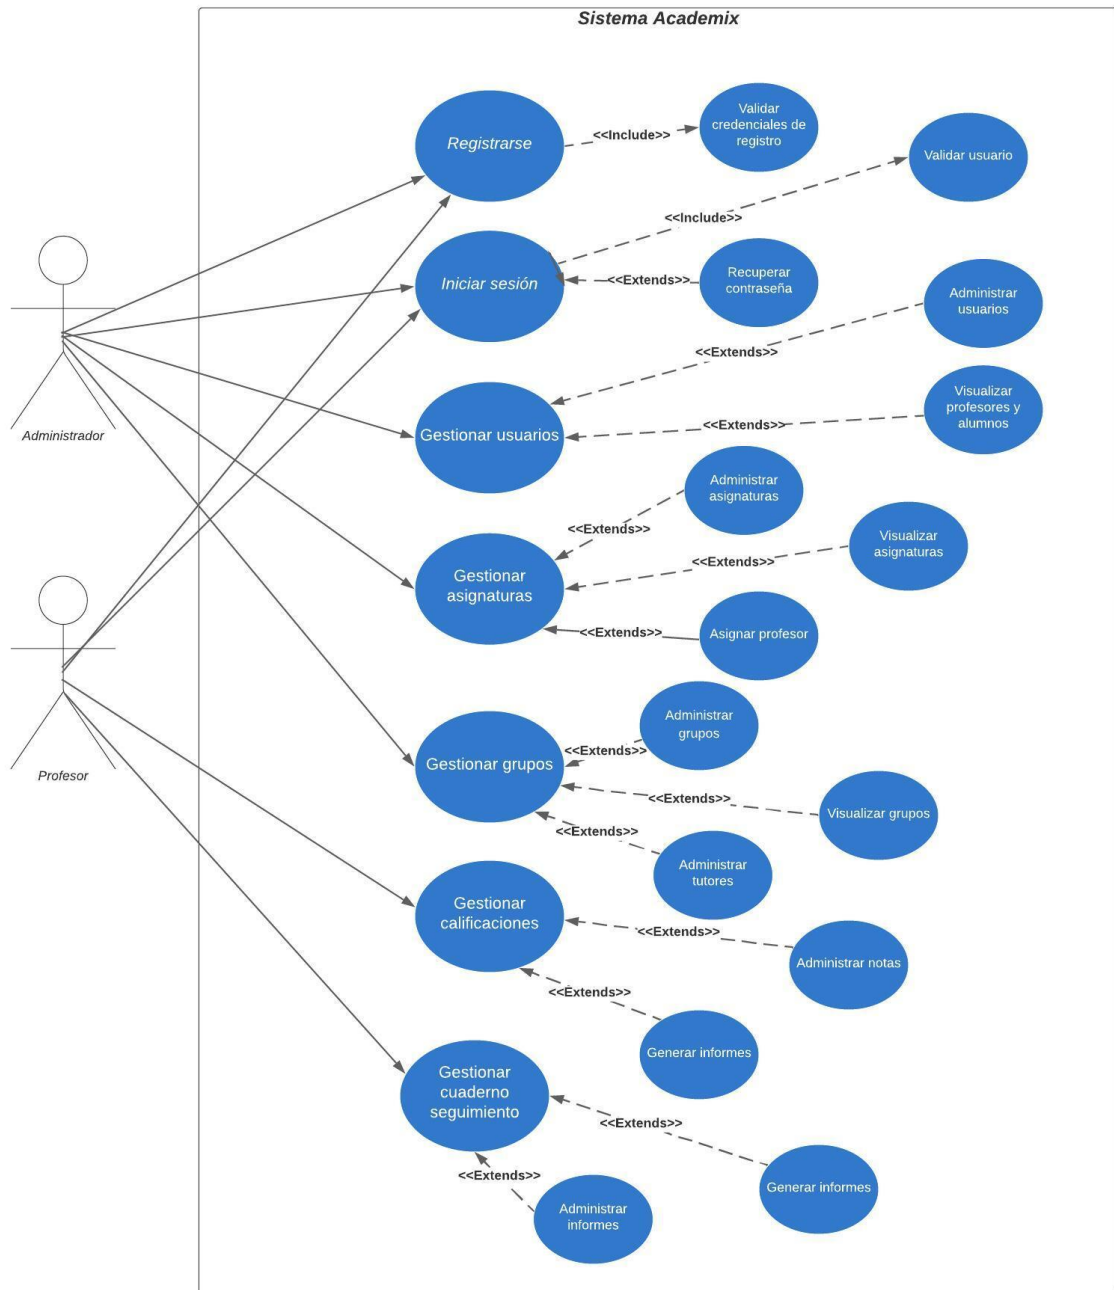 Sistema Academix
Registrarse
<<Include>>
Validar
credenciales de
registro
Validar usuario
<<Include>>
Iniciar sesión
<<Extends>>
Recuperar
contraseña
Administrar
usuarios
<<Extends>>
Administrador
Gestionar usuarios
<<Extends>>
Visualizar
profesores y
alumnos
Administrar
asignaturas
<<Extends>>
Visualizar
asignaturas
<<Extends>>
Gestionar
asignaturas
<<Extends>>
Asignar profesor
Profesor
Administrar
grupos
<<Extends>>
Gestionar grupos
<<Extends>>
Visualizar grupos
<<Extends>>
Administrar
tutores
Gestionar
calificaciones
<<Extends>>
Administrar notas
<<Extends>>
Generar informes
Gestionar
cuaderno
seguimiento
<<Extends>>
Generar informes
<<Extends>>
Administrar
informes